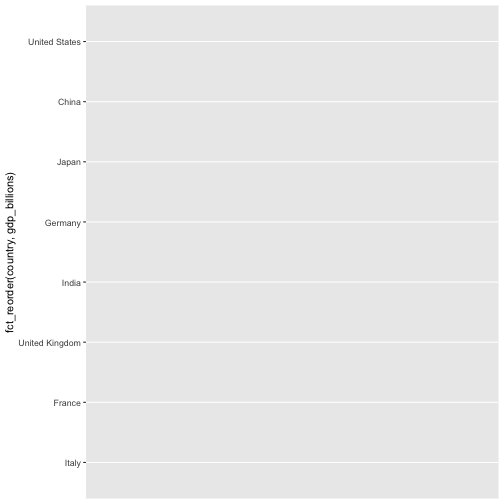 fct_reorder(country, gdp_billions)
United States
China
Japan
Germany
India
United Kingdom
France
Italy